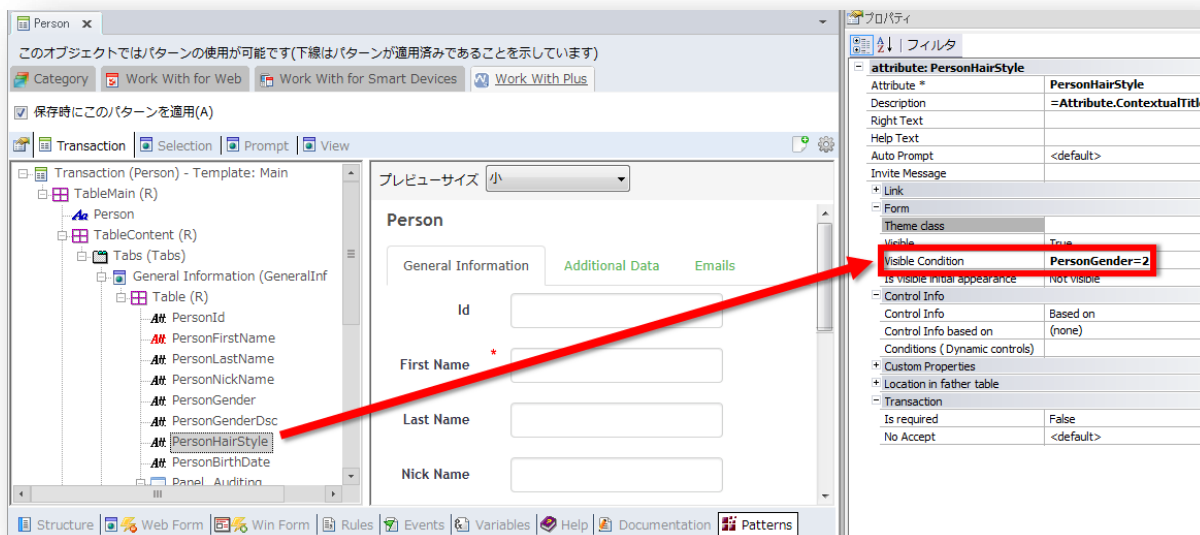 Person
このオブジェクトではパターンの使用が可能です(下線はパターンが適用済みであることを示しています)
Category Work With for Web Work With for Smart Devices Work With Plus
保存時にこのパターンを適用(A)
Transaction Selection Prompt View
Transaction (Person) - Template: Main
TableMain (R)
Aa Person
TableContent (R)
Tabs (Tabs)
General Information (GeneralInf
Table (R)
Att PersonId
Att PersonFirstName
Att PersonLastName
Att PersonNickName
Att PersonGender
Att PersonGenderDsc
Att PersonHairStyle
Att PersonBirthDate
Panel_Auditing
プレビューサイズ 小
Person
General Information Additional Data Emails
Id
First Name *
Last Name
Nick Name
Structure Web Form Win Form Rules Events Variables Help Documentation Patterns
プロパティ
フィルタ
attribute: PersonHairStyle
Attribute * PersonHairStyle
Description =Attribute.ContextualTitle
Right Text
Help Text
Auto Prompt <default>
Invite Message
Link
Form
Theme class
Visible True
Visible Condition PersonGender=2
Is visible initial appearance Not visible
Control Info
Control Info Based on
Control Info based on (none)
Conditions ( Dynamic controls)
Custom Properties
Location in father table
Transaction
Is required False
No Accept <default>